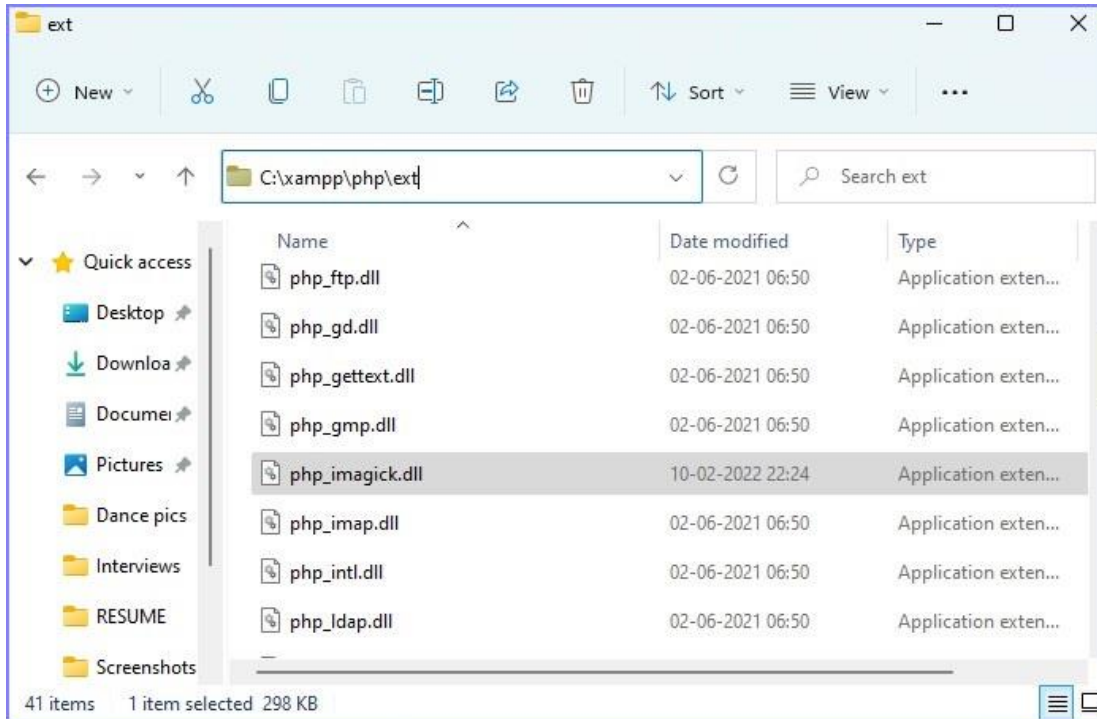 ext
New
Sort
View
C:\xampp\php\ext
Search ext
Name Date modified Type
Quick access
Desktop
Downloa
Documei
Pictures
Dance pics
Interviews
RESUME
Screenshots
php_ftp.dll 02-06-2021 06:50 Application exten...
php_gd.dll 02-06-2021 06:50 Application exten...
php_gettext.dll 02-06-2021 06:50 Application exten...
php_gmp.dll 02-06-2021 06:50 Application exten...
php_imagick.dll 10-02-2022 22:24 Application exten...
php_imap.dll 02-06-2021 06:50 Application exten...
php_intl.dll 02-06-2021 06:50 Application exten...
php_ldap.dll 02-06-2021 06:50 Application exten...
41 items 1 item selected 298 KB